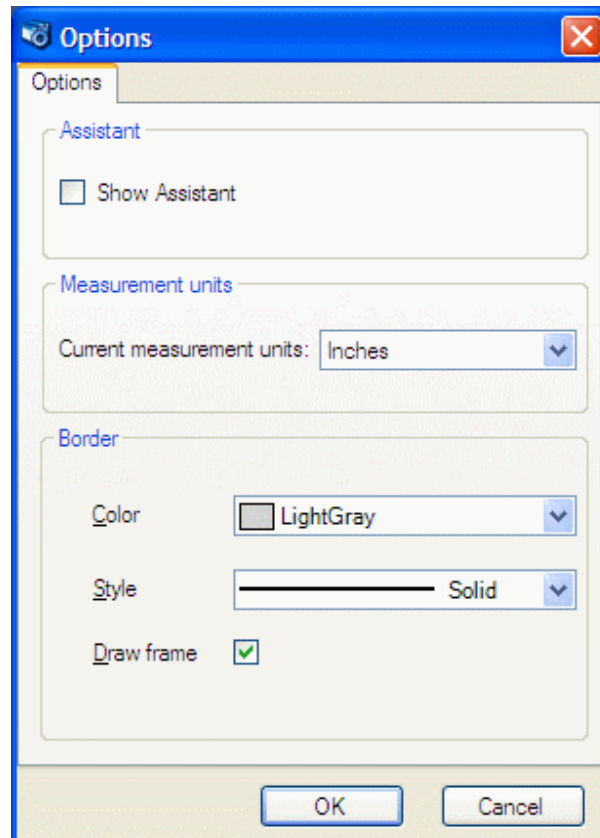 Options
Options
Assistant
Show Assistant
Measurement units
Current measurement units: Inches
Border
Color LightGray
Style Solid
Draw frame
OK Cancel